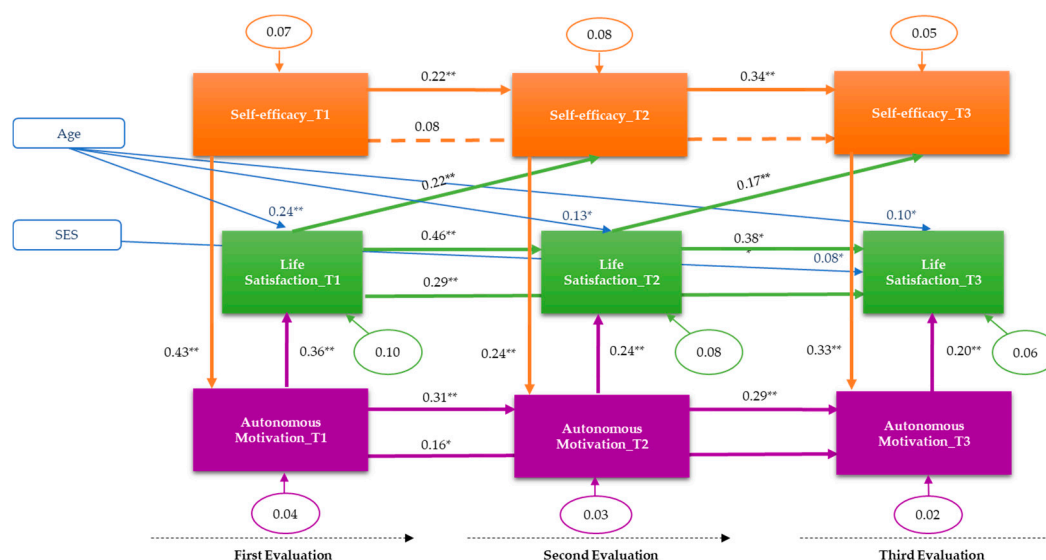 0.07
0.08
0.05
0.22**
0.34**
Self-efficacy_T1
Self-efficacy_T2
Self-efficacy_T3
Age
0.08
0.22**
0.17**
0.24**
0.13*
0.10*
SES
0.46**
0.38*
*
0.08*
Life
Satisfaction_T1
Life
Satisfaction_T2
Life
Satisfaction_T3
0.29**
0.43**
0.36**
0.10
0.24**
0.24**
0.08
0.33**
0.20**
0.06
0.31**
0.29**
Autonomous
Motivation_T1
Autonomous
Motivation_T2
Autonomous
Motivation_T3
0.16*
0.04
0.03
0.02
First Evaluation
Second Evaluation
Third Evaluation